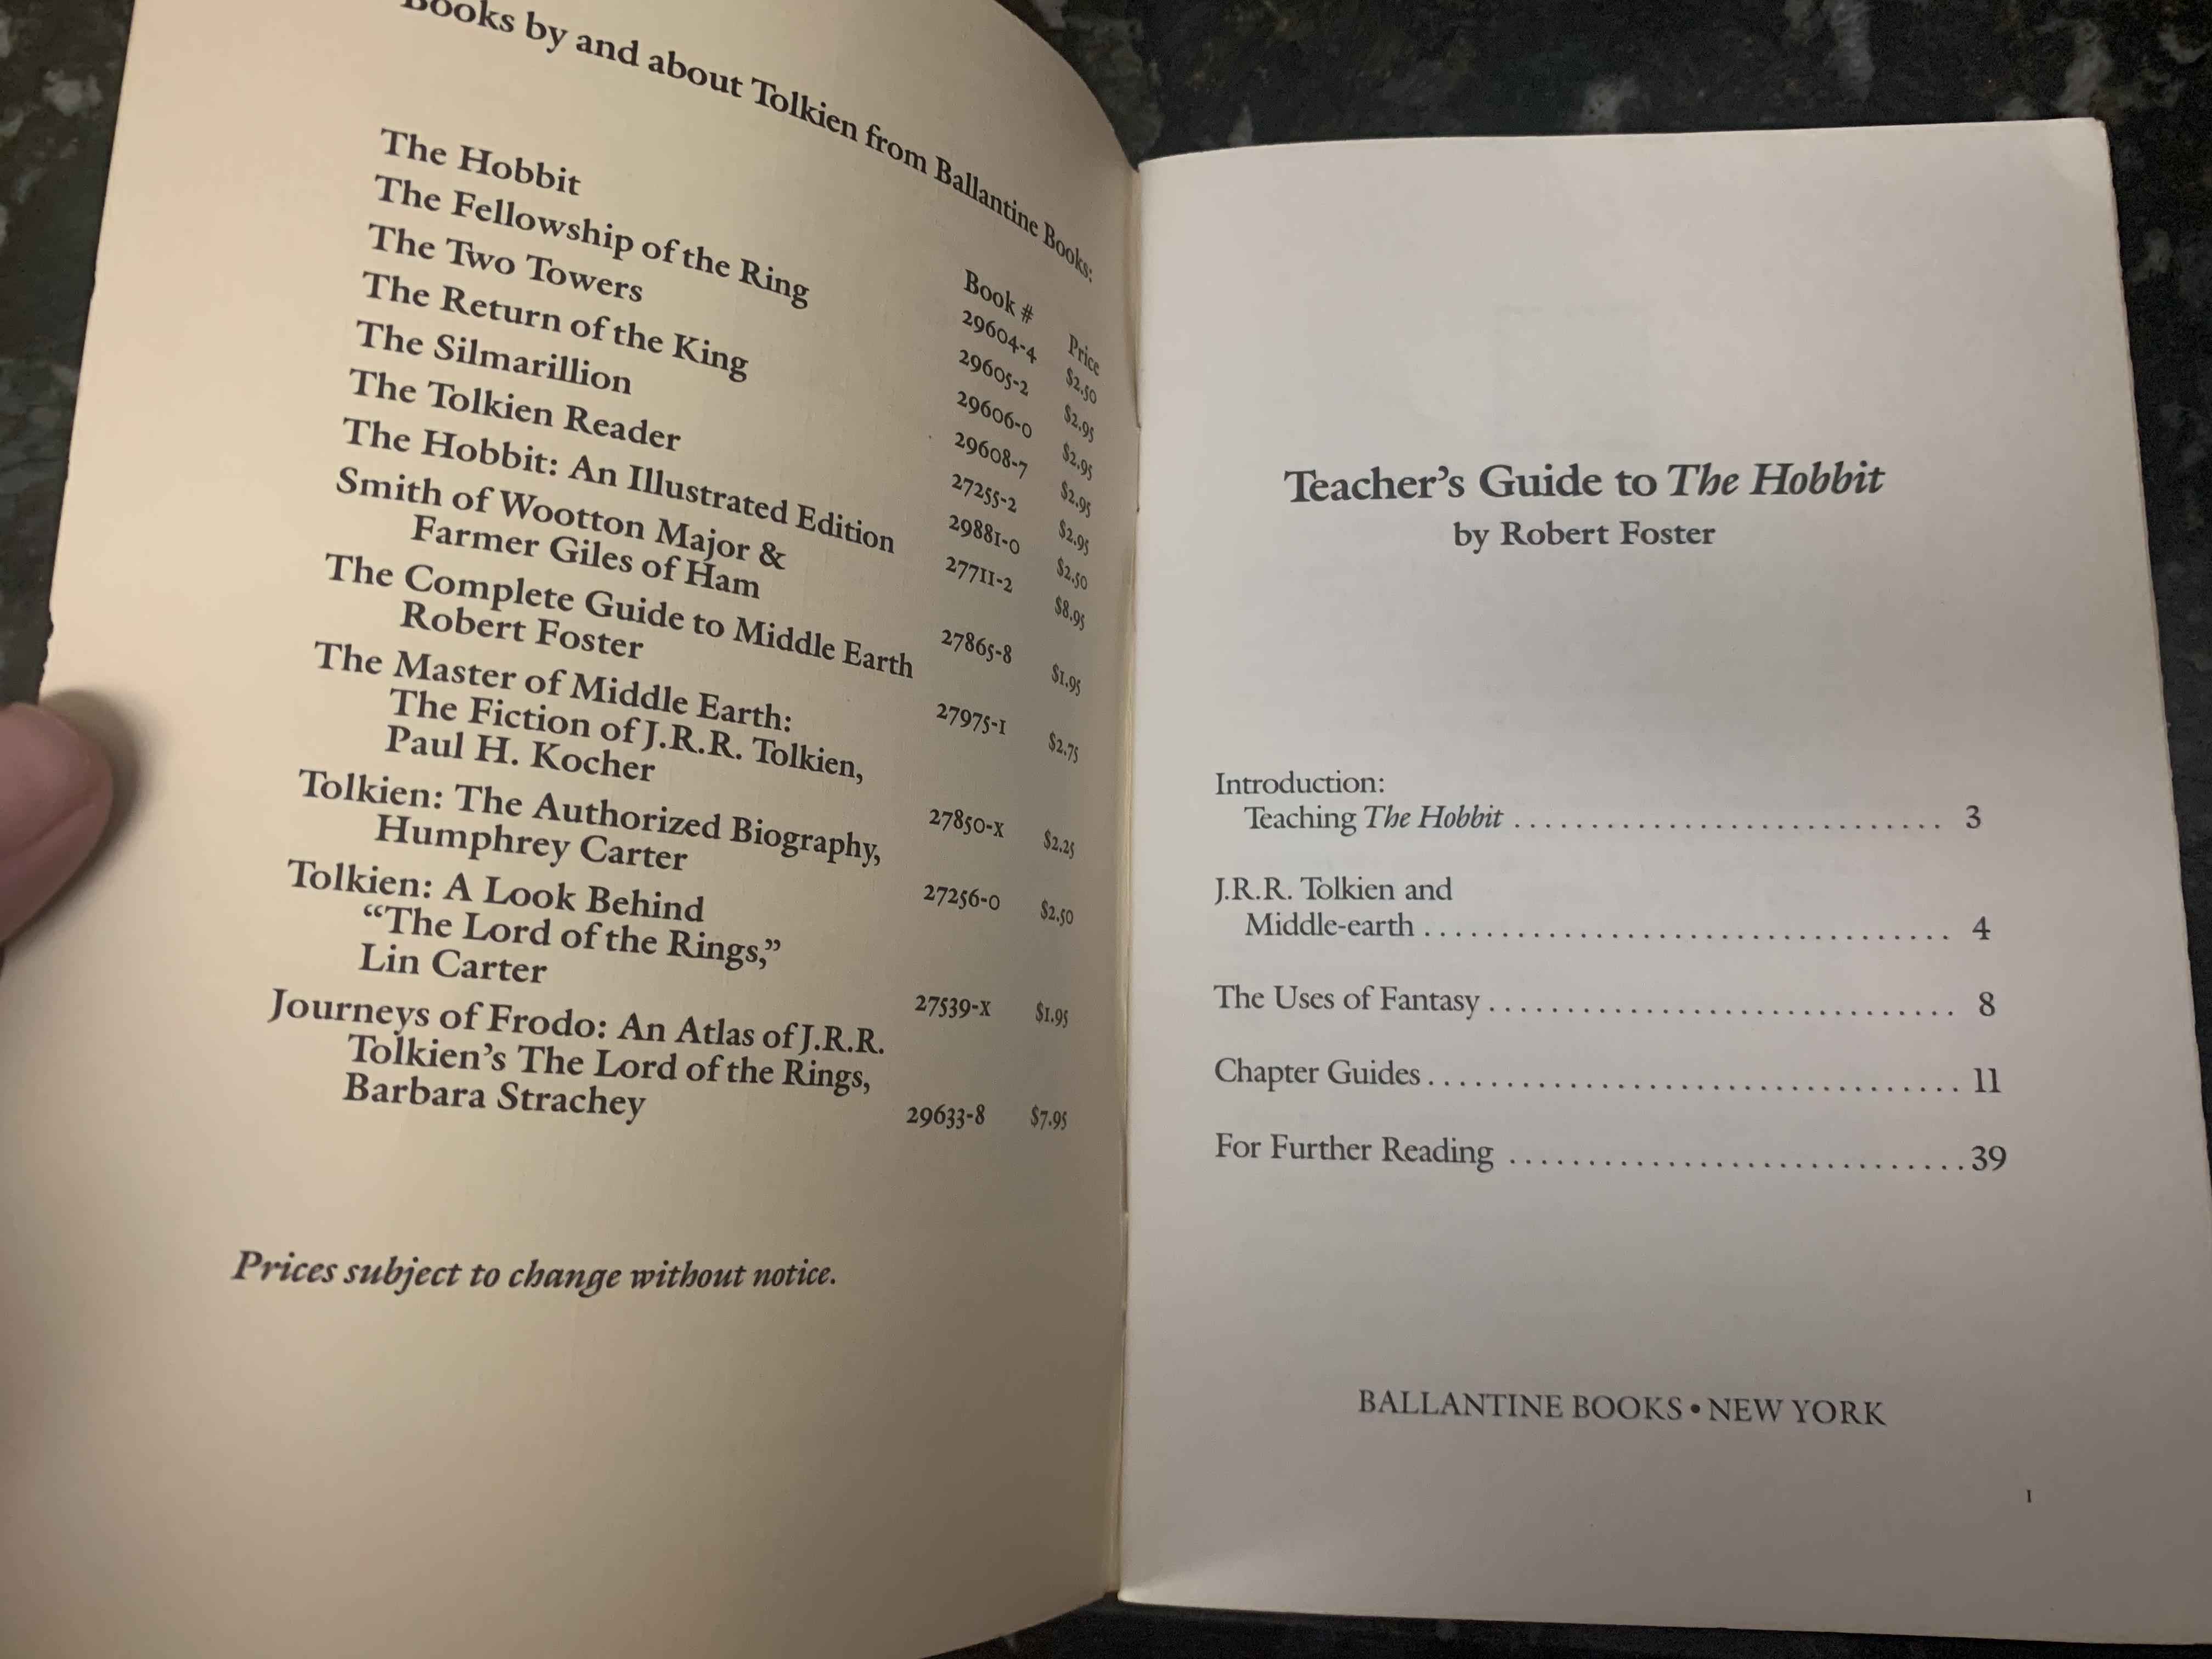 Books by and about Tolkien from Ballantine Books:
Book # Price
The Hobbit 29604-4 $2.50
The Fellowship of the Ring 29605-2 $2.95
The Two Towers 29606-0 $2.95
The Return of the King 29608-7 $2.95
The Silmarillion 27255-2 $2.95
The Tolkien Reader 29881-0 $2.50
The Hobbit: An Illustrated Edition 27711-2 $8.95
Smith of Wootton Major &
Farmer Giles of Ham 27865-8 $1.95
The Complete Guide to Middle Earth
Robert Foster 27975-1 $2.75
The Master of Middle Earth:
The Fiction of J.R.R. Tolkien,
Paul H. Kocher 27850-x $2.25
Tolkien: The Authorized Biography,
Humphrey Carter 27256-0 $2.50
Tolkien: A Look Behind
“The Lord of the Rings,”
Lin Carter 27539-x $1.95
Journeys of Frodo: An Atlas of J.R.R.
Tolkien's The Lord of the Rings,
Barbara Strachey 29633-8 $7.95
Prices subject to change without notice.
Teacher's Guide to The Hobbit
by Robert Foster
Introduction:
Teaching The Hobbit ............................ 3
J.R.R. Tolkien and
Middle-earth .................................. 4
The Uses of Fantasy .............................. 8
Chapter Guides .................................. 11
For Further Reading ............................. 39
BALLANTINE BOOKS • NEW YORK
1